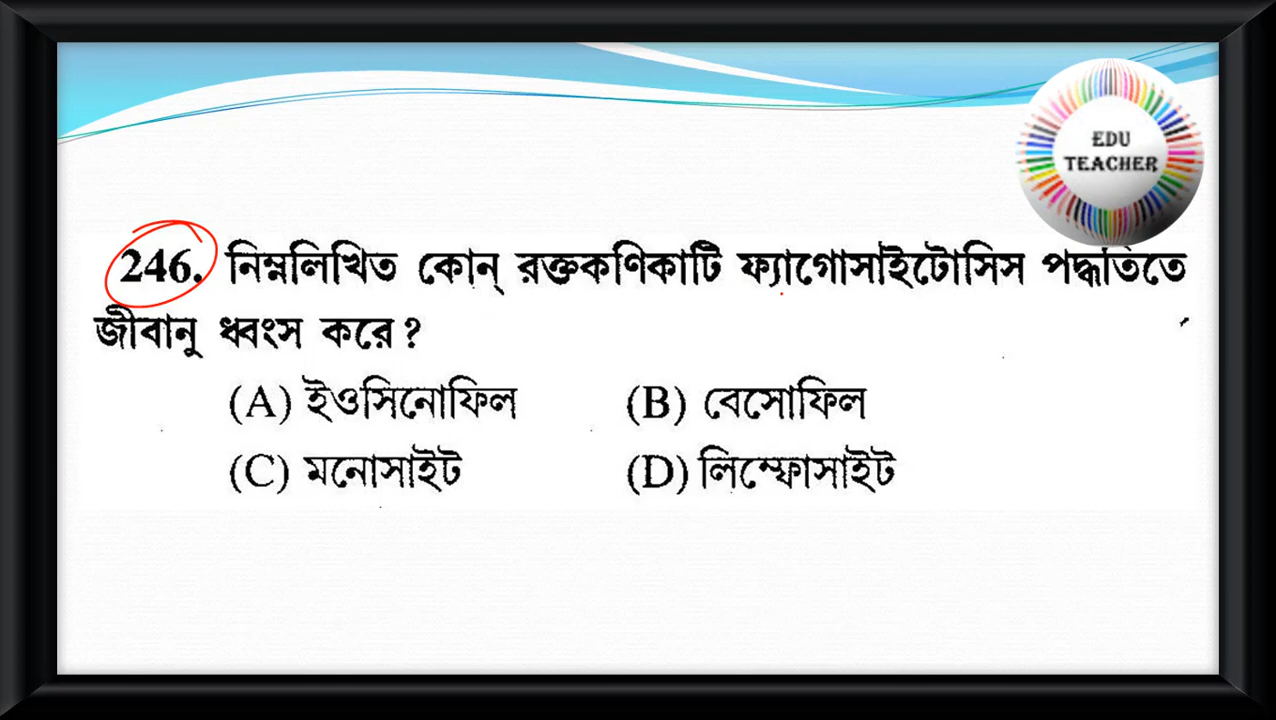 EDU
TEACHER
246. নিম্নলিখিত কোন্ রক্তকণিকাটি ফ্যাগোসাইটোসিস পদ্ধতিতে
জীবানু ধ্বংস করে?
(A) ইওসিনোফিল (B) বেসোফিল
(C) মনোসাইট (D) লিম্ফোসাইট